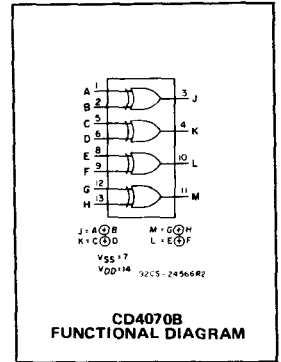 A 1
B 2
3 J
C 5
D 6
4 K
E 8
F 9
10 L
G 12
H 13
11 M
J = A⊕B M = G⊕H
K = C⊕D L = E⊕F
VSS = 7
VDD = 14 92CS-24566R2
CD4070B
FUNCTIONAL DIAGRAM